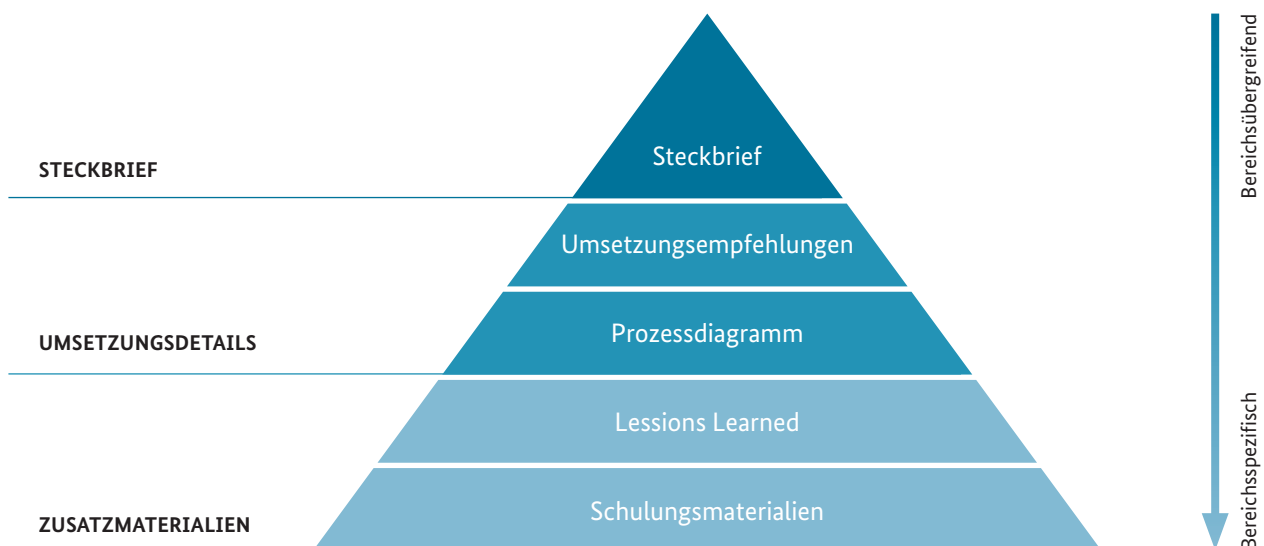 STECKBRIEF
Steckbrief
Umsetzungsempfehlungen
UMSETZUNGSDETAILS
Prozessdiagramm
Lessions Learned
ZUSATZMATERIALIEN
Schulungsmaterialien
Bereichsübergreifend
Bereichsspezifisch